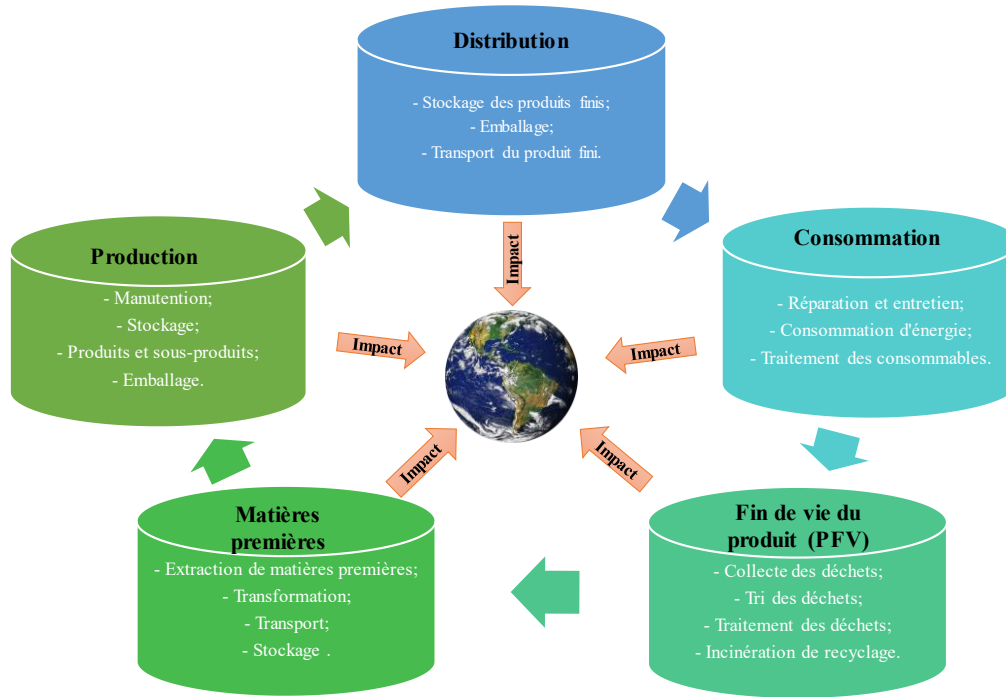 Distribution
- Stockage des produits finis;
- Emballage;
- Transport du produit fini.
Production
- Manutention;
- Stockage;
- Produits et sous-produits;
- Emballage.
Consommation
- Réparation et entretien;
- Consommation d'énergie;
- Traitement des consommables.
Impact
Impact
Impact
Impact
Impact
Matières
premières
- Extraction de matières premières;
- Transformation;
- Transport;
- Stockage .
Fin de vie du
produit (PFV)
- Collecte des déchets;
- Tri des déchets;
- Traitement des déchets;
- Incinération de recyclage.